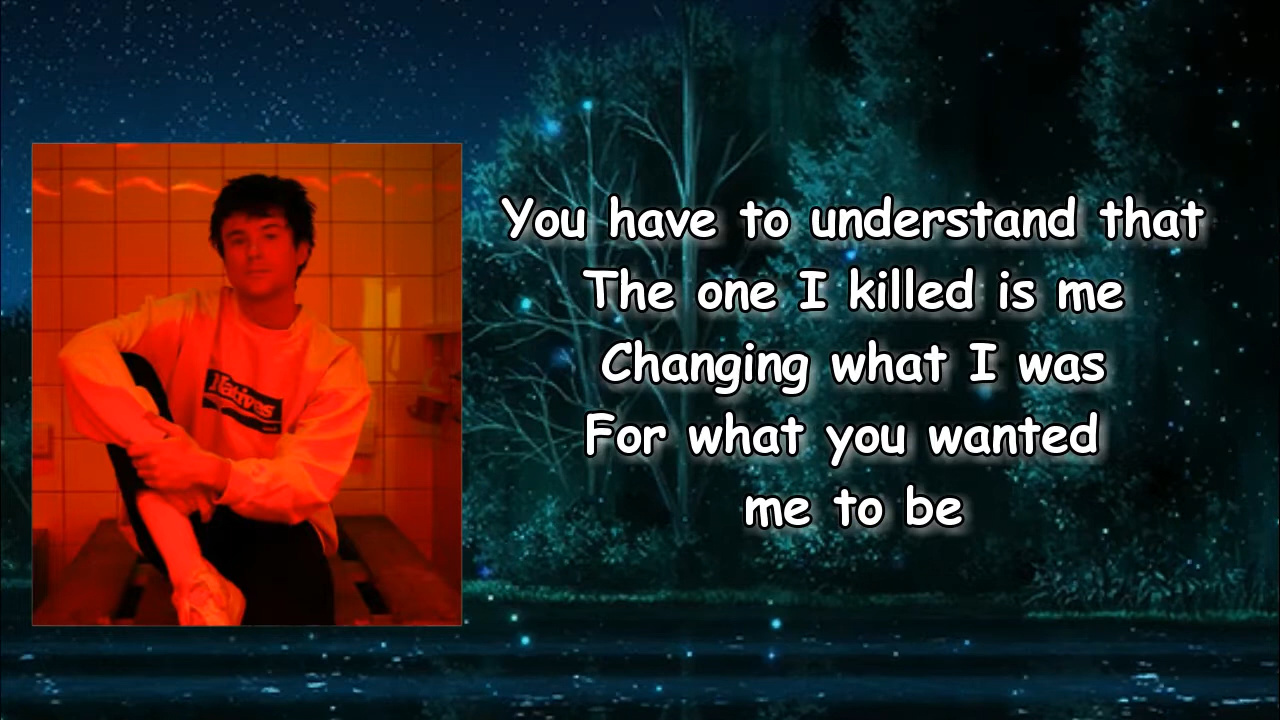 Natives
You have to understand that
The one I killed is me
Changing what I was
For what you wanted
me to be